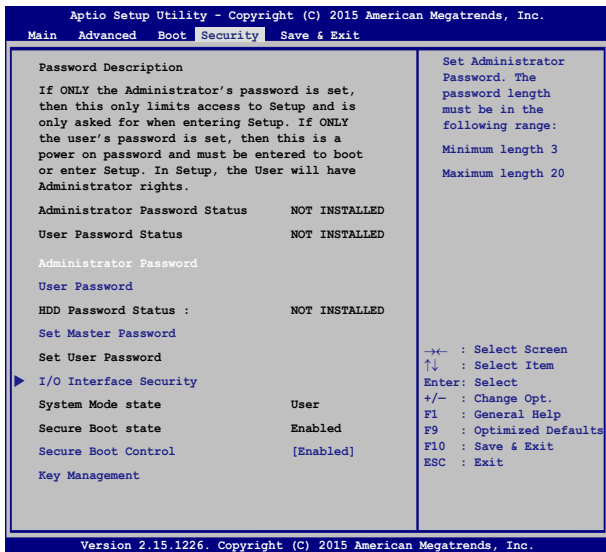 Aptio Setup Utility - Copyright (C) 2015 American Megatrends, Inc.
Main Advanced Boot Security Save & Exit
Password Description
If ONLY the Administrator's password is set,
then this only limits access to Setup and is
only asked for when entering Setup. If ONLY
the user's password is set, then this is a
power on password and must be entered to boot
or enter Setup. In Setup, the User will have
Administrator rights.
Administrator Password Status NOT INSTALLED
User Password Status NOT INSTALLED
Administrator Password
User Password
HDD Password Status : NOT INSTALLED
Set Master Password
Set User Password
I/O Interface Security
System Mode state User
Secure Boot state Enabled
Secure Boot Control [Enabled]
Key Management
Set Administrator
Password. The
password length
must be in the
following range:
Minimum length 3
Maximum length 20
→← : Select Screen
↑↓ : Select Item
Enter: Select
+/— : Change Opt.
F1 : General Help
F9 : Optimized Defaults
F10 : Save & Exit
ESC : Exit
Version 2.15.1226. Copyright (C) 2015 American Megatrends, Inc.